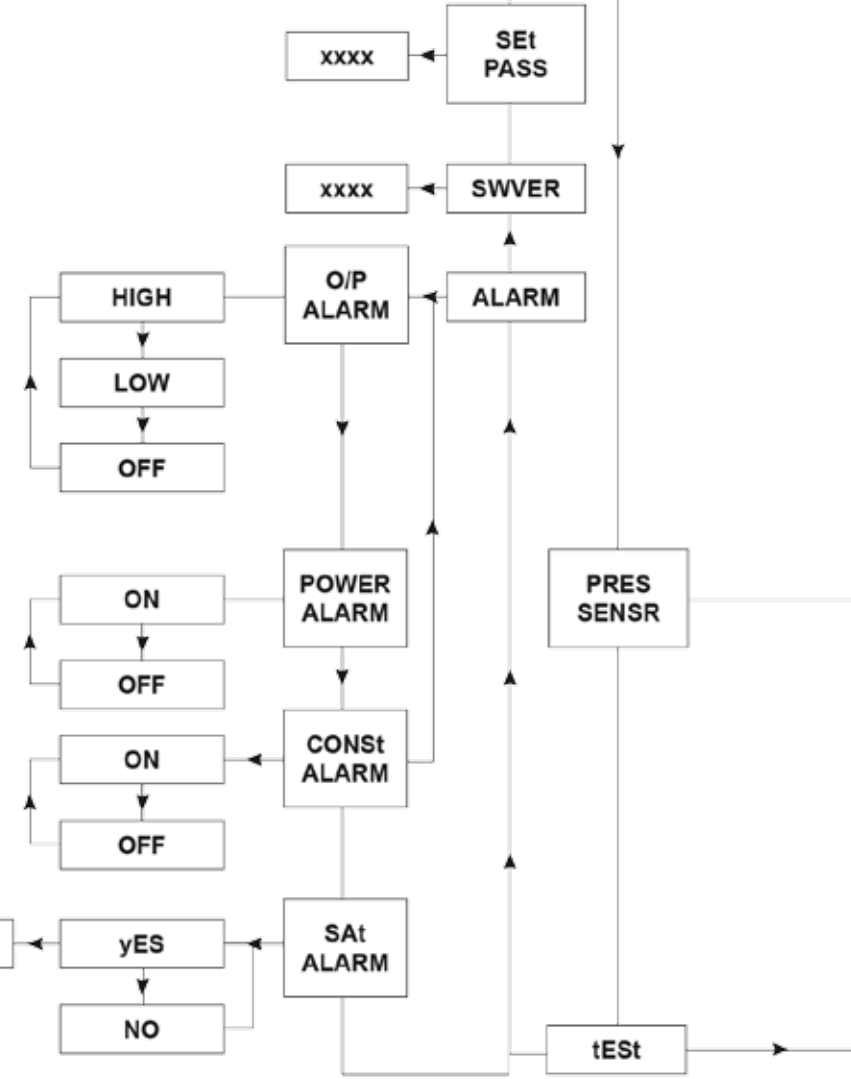 SEt
PASS
xxxx
SWVER
xxxx
ALARM
O/P
ALARM
HIGH
LOW
OFF
POWER
ALARM
ON
OFF
PRES
SENSR
CONSt
ALARM
ON
OFF
SAt
ALARM
yES
NO
tESt